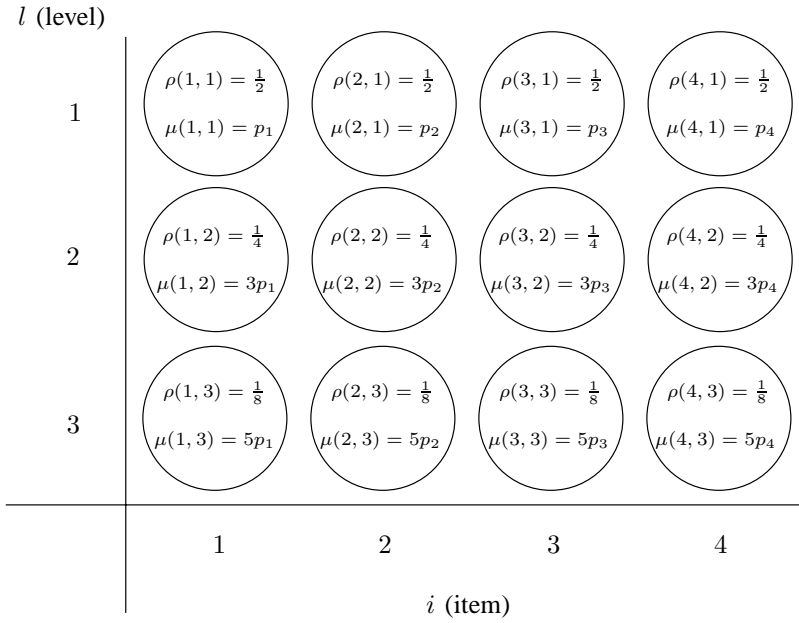 l (level)
ρ(1, 1) = 1/2 ρ(2, 1) = 1/2 ρ(3, 1) = 1/2 ρ(4, 1) = 1/2
1
μ(1, 1) = p₁ μ(2, 1) = p₂ μ(3, 1) = p₃ μ(4, 1) = p₄
ρ(1, 2) = 1/4 ρ(2, 2) = 1/4 ρ(3, 2) = 1/4 ρ(4, 2) = 1/4
2
μ(1, 2) = 3p₁ μ(2, 2) = 3p₂ μ(3, 2) = 3p₃ μ(4, 2) = 3p₄
ρ(1, 3) = 1/8 ρ(2, 3) = 1/8 ρ(3, 3) = 1/8 ρ(4, 3) = 1/8
3
μ(1, 3) = 5p₁ μ(2, 3) = 5p₂ μ(3, 3) = 5p₃ μ(4, 3) = 5p₄
1 2 3 4
i (item)